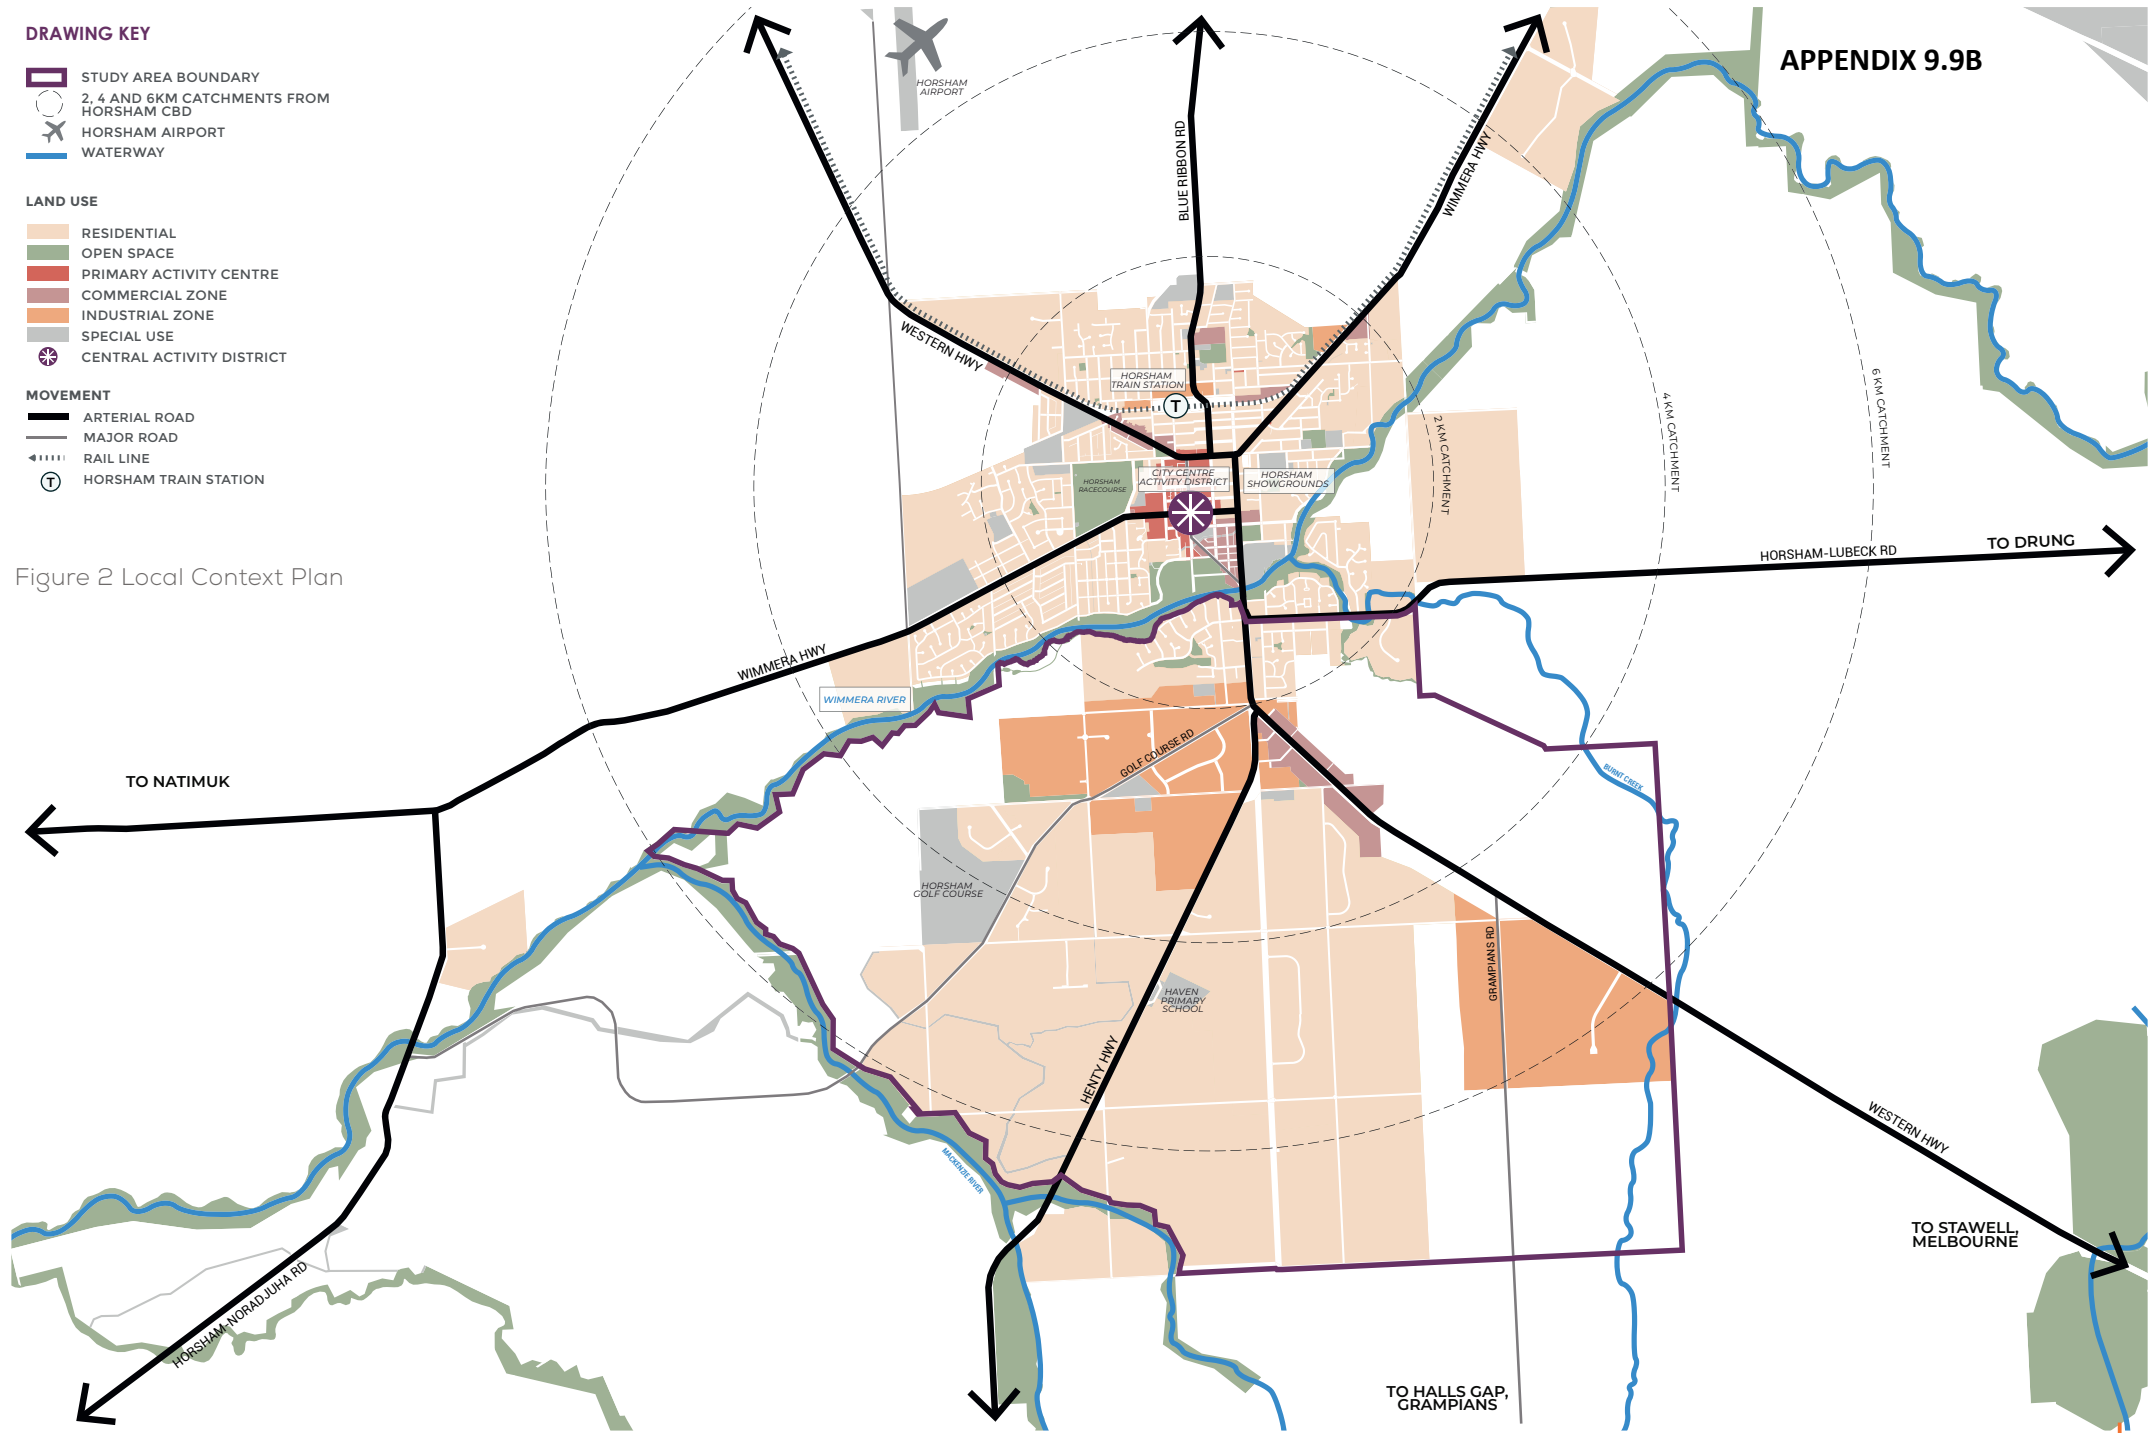 DRAWING KEY
STUDY AREA BOUNDARY
2, 4 AND 6KM CATCHMENTS FROM
HORSHAM CBD
HORSHAM AIRPORT
WATERWAY
LAND USE
RESIDENTIAL
OPEN SPACE
PRIMARY ACTIVITY CENTRE
COMMERCIAL ZONE
INDUSTRIAL ZONE
SPECIAL USE
CENTRAL ACTIVITY DISTRICT
MOVEMENT
ARTERIAL ROAD
MAJOR ROAD
RAIL LINE
T
HORSHAM TRAIN STATION
Figure 2 Local Context Plan
APPENDIX 9.9B
HORSHAM
AIRPORT
BLUE RIBBON RD
WIMMERA HWY
WESTERN HWY
HORSHAM
TRAIN STATION
T
CITY CENTRE
ACTIVITY DISTRICT
HORSHAM
SHOWGROUNDS
HORSHAM
RACECOURSE
2 KM CATCHMENT
4 KM CATCHMENT
6 KM CATCHMENT
HORSHAM-LUBECK RD
TO DRUNG
WIMMERA HWY
WIMMERA RIVER
TO NATIMUK
GOLF COURSE RD
BURNT CREEK
HORSHAM
GOLF COURSE
GRAMPIANS RD
HAVEN
PRIMARY
SCHOOL
HENTY HWY
MACKENZIE RIVER
WESTERN HWY
TO STAWELL,
MELBOURNE
HORSHAM-NORADJUHA RD
TO HALLS GAP,
GRAMPIANS